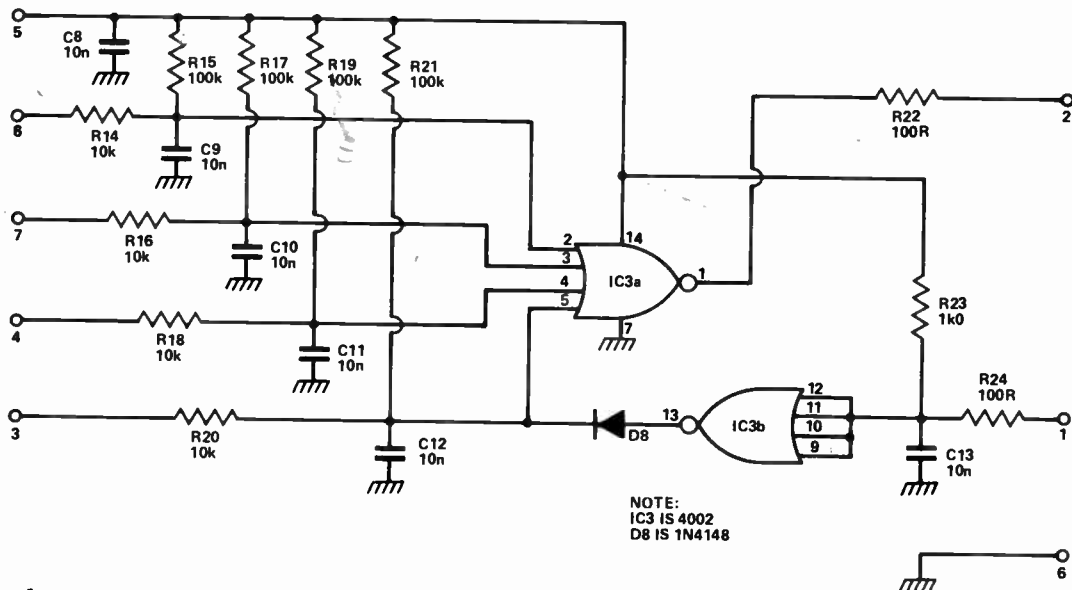 5
C8
10n
R15
100k
R17
100k
R19
100k
R21
100k
6
R14
10k
C9
10n
R22
100R
2
7
R16
10k
C10
10n
2
3
4
5
14
IC3a
1
7
R23
1k0
4
R18
10k
C11
10n
3
R20
10k
C12
10n
D8
13
IC3b
12
11
10
9
R24
100R
1
C13
10n
NOTE:
IC3 IS 4002
D8 IS 1N4148
6